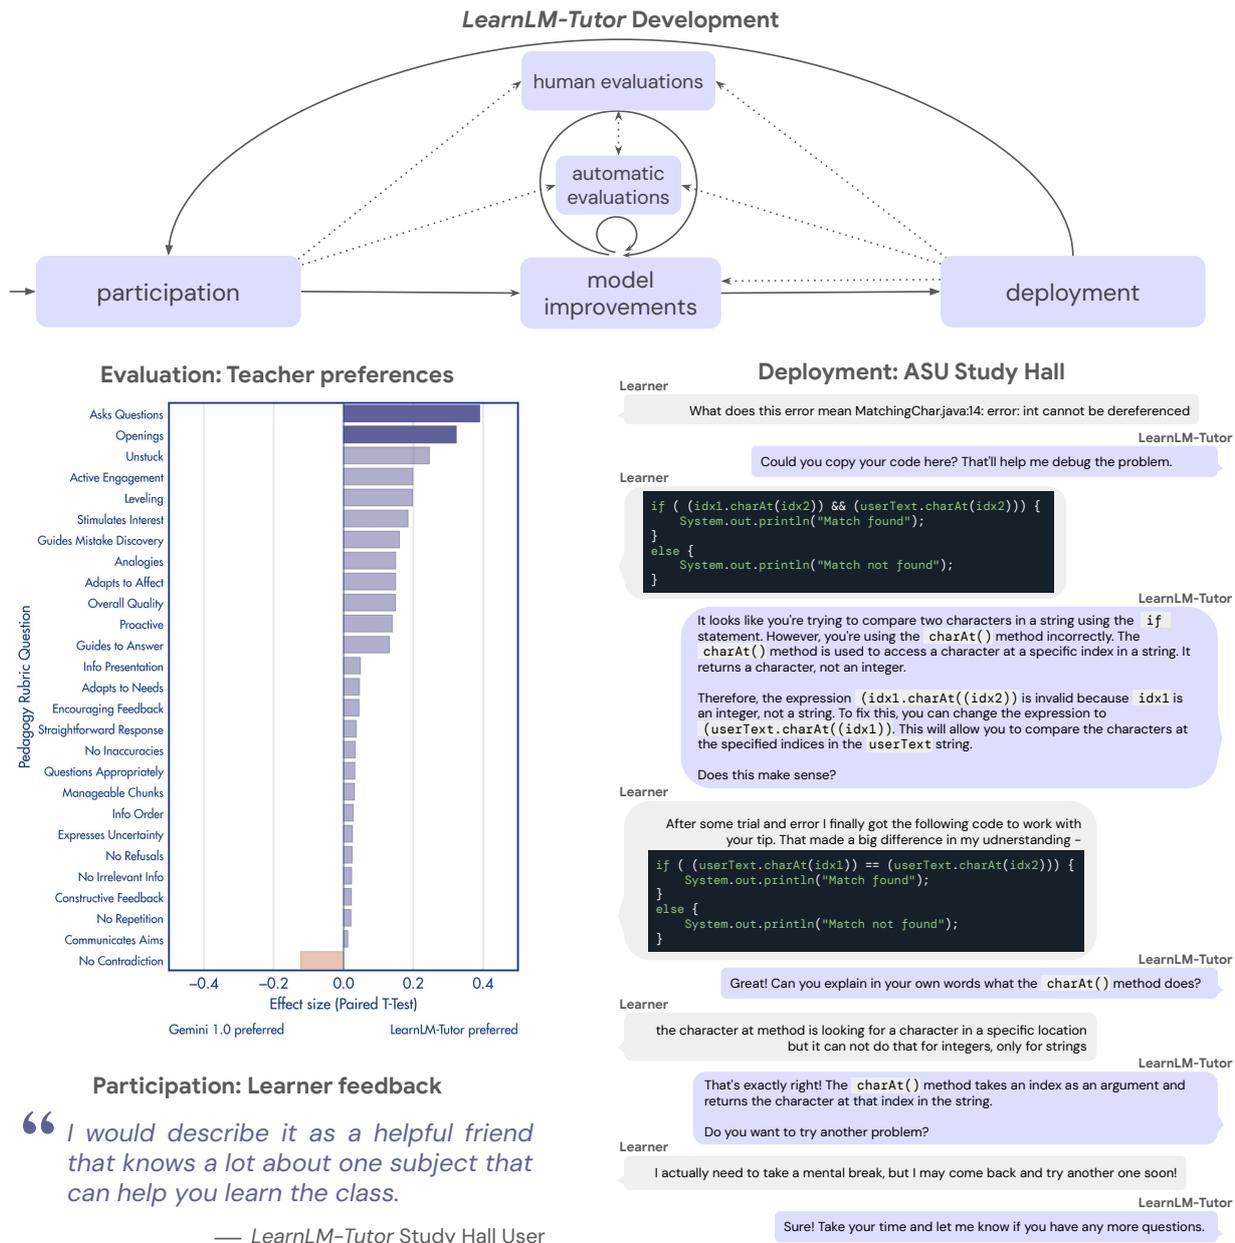 LearnLM-Tutor Development
human evaluations
automatic
evaluations
participation
model
improvements
deployment
Evaluation: Teacher preferences
Pedagogy Rubric Question
Asks Questions
Openings
Unstuck
Active Engagement
Leveling
Stimulates Interest
Guides Mistake Discovery
Analogies
Adapts to Affect
Overall Quality
Proactive
Guides to Answer
Info Presentation
Adapts to Needs
Encouraging Feedback
Straightforward Response
No Inaccuracies
Questions Appropriately
Manageable Chunks
Info Order
Expresses Uncertainty
No Refusals
No Irrelevant Info
Constructive Feedback
No Repetition
Communicates Aims
No Contradiction
−0.4 −0.2 0.0 0.2 0.4
Effect size (Paired T-Test)
Gemini 1.0 preferred LearnLM-Tutor preferred
Participation: Learner feedback
“ I would describe it as a helpful friend
that knows a lot about one subject that
can help you learn the class.
— LearnLM-Tutor Study Hall User
Deployment: ASU Study Hall
Learner
What does this error mean MatchingChar.java:14: error: int cannot be dereferenced
LearnLM-Tutor
Could you copy your code here? That'll help me debug the problem.
Learner
if ( (idx1.charAt(idx2)) && (userText.charAt(idx2))) {
System.out.println("Match found");
}
else {
System.out.println("Match not found");
}
LearnLM-Tutor
It looks like you're trying to compare two characters in a string using the if
statement. However, you're using the charAt() method incorrectly. The
charAt() method is used to access a character at a specific index in a string. It
returns a character, not an integer.
Therefore, the expression (idx1.charAt((idx2)) is invalid because idx1 is
an integer, not a string. To fix this, you can change the expression to
(userText.charAt((idx1)). This will allow you to compare the characters at
the specified indices in the userText string.
Does this make sense?
Learner
After some trial and error I finally got the following code to work with
your tip. That made a big difference in my udnerstanding -
if ( (userText.charAt(idx1)) == (userText.charAt(idx2))) {
System.out.println("Match found");
}
else {
System.out.println("Match not found");
}
LearnLM-Tutor
Great! Can you explain in your own words what the charAt() method does?
Learner
the character at method is looking for a character in a specific location
but it can not do that for integers, only for strings
LearnLM-Tutor
That's exactly right! The charAt() method takes an index as an argument and
returns the character at that index in the string.
Do you want to try another problem?
Learner
I actually need to take a mental break, but I may come back and try another one soon!
LearnLM-Tutor
Sure! Take your time and let me know if you have any more questions.